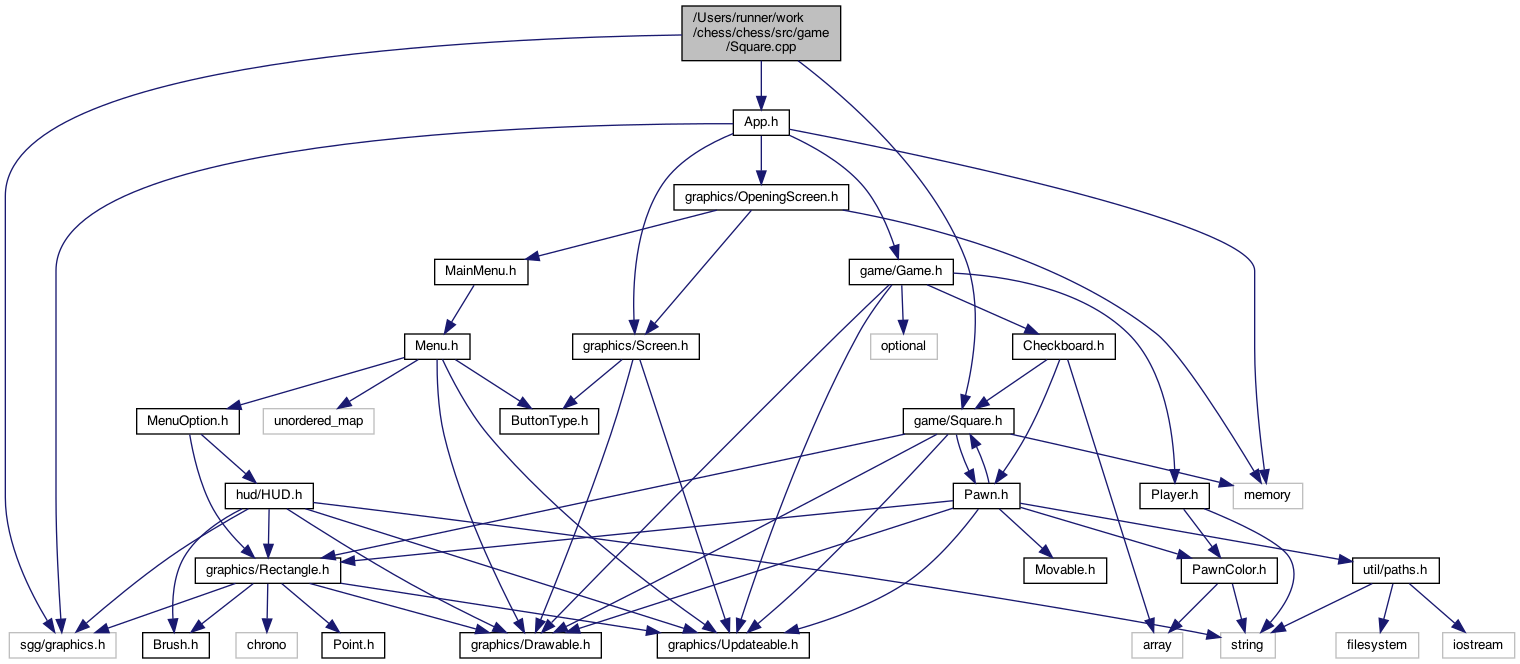 /Users/runner/work
/chess/chess/src/game
/Square.cpp
App.h
graphics/OpeningScreen.h
MainMenu.h
game/Game.h
Menu.h
graphics/Screen.h
optional
Checkboard.h
MenuOption.h
unordered_map
ButtonType.h
game/Square.h
hud/HUD.h
Pawn.h
Player.h
memory
graphics/Rectangle.h
Movable.h
PawnColor.h
util/paths.h
sgg/graphics.h
Brush.h
chrono
Point.h
graphics/Drawable.h
graphics/Updateable.h
array
string
filesystem
iostream